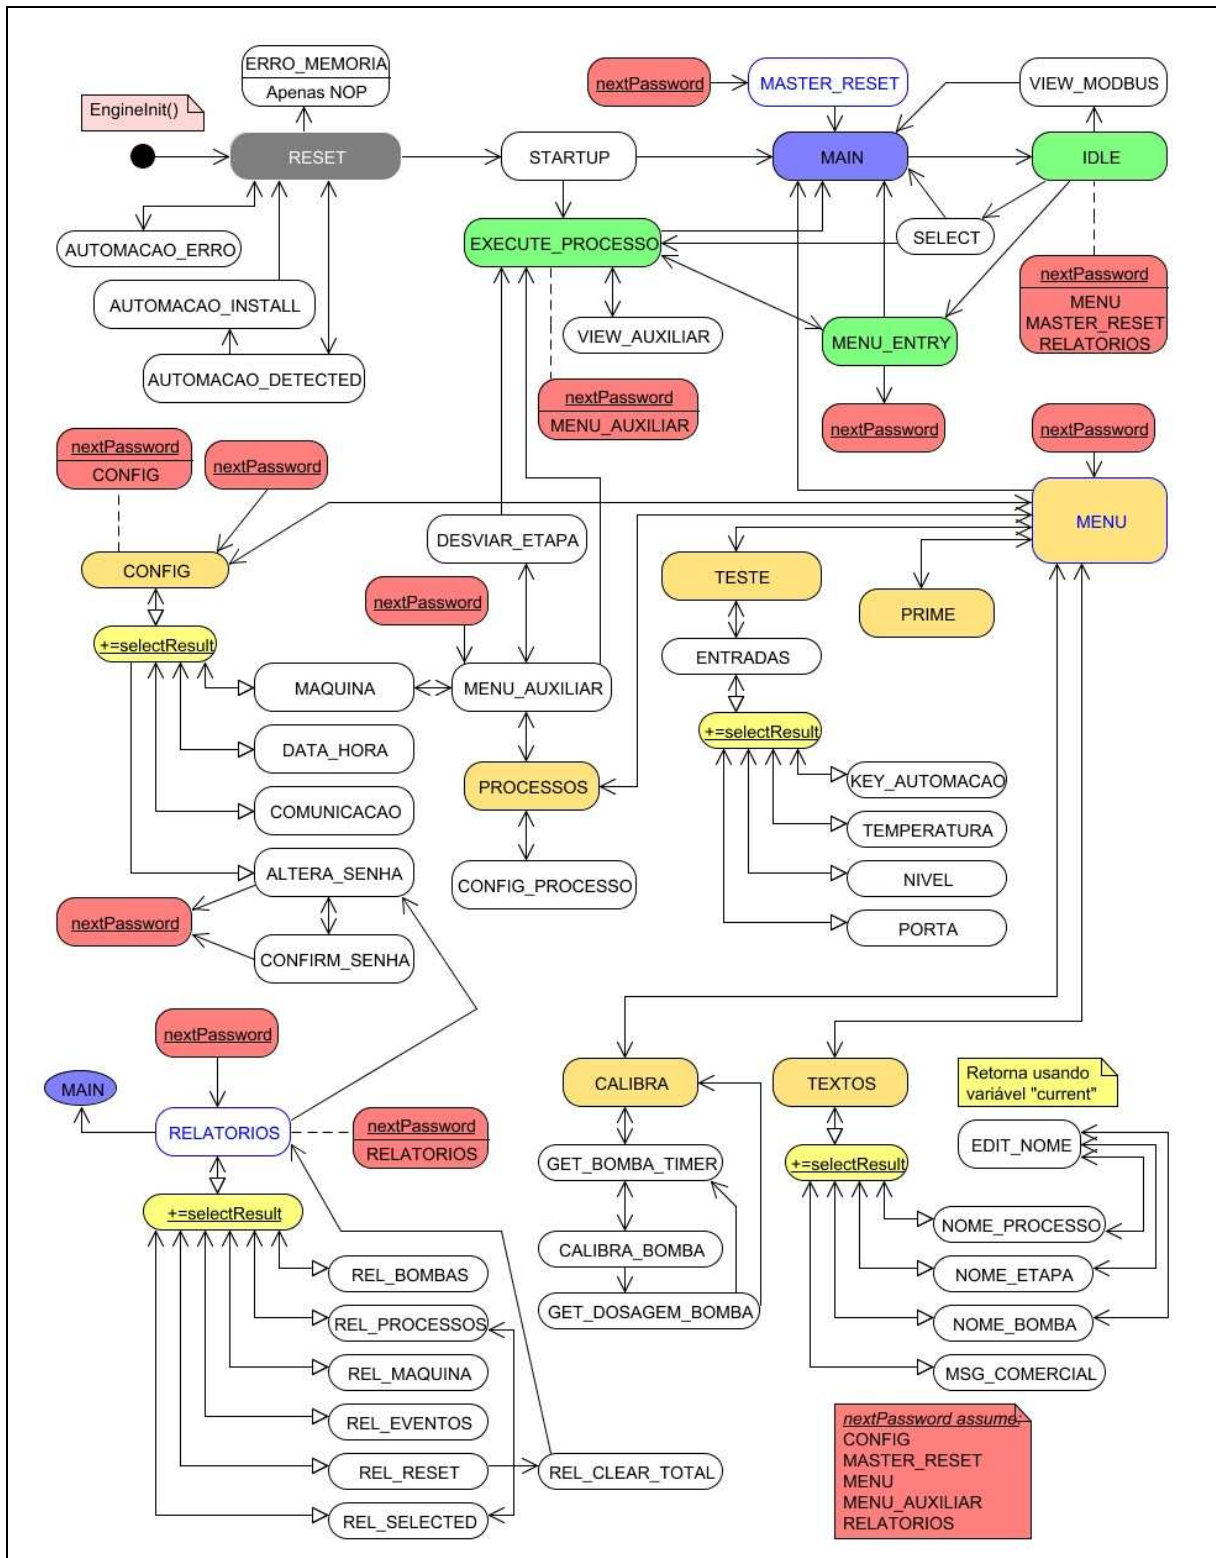 ERRO_MEMORIA
Apenas NOP
EngineInit()
nextPassword
MASTER_RESET
VIEW_MODBUS
RESET
STARTUP
MAIN
IDLE
AUTOMACAO_ERRO
EXECUTE_PROCESSO
SELECT
AUTOMACAO_INSTALL
VIEW_AUXILIAR
MENU_ENTRY
nextPassword
MENU
MASTER_RESET
RELATORIOS
AUTOMACAO_DETECTED
nextPassword
MENU_AUXILIAR
nextPassword
nextPassword
nextPassword
CONFIG
nextPassword
MENU
DESVIAR_ETAPA
CONFIG
TESTE
nextPassword
PRIME
+=selectResult
ENTRADAS
MAQUINA
MENU_AUXILIAR
+=selectResult
DATA_HORA
PROCESSOS
KEY_AUTOMACAO
COMUNICACAO
TEMPERATURA
ALTERA_SENHA
CONFIG_PROCESSO
NIVEL
nextPassword
PORTA
CONFIRM_SENHA
nextPassword
MAIN
CALIBRA
TEXTOS
Retorna usando
variável "current"
RELATORIOS
nextPassword
RELATORIOS
GET_BOMBA_TIMER
+=selectResult
EDIT_NOME
+=selectResult
NOME_PROCESSO
CALIBRA_BOMBA
REL_BOMBAS
NOME_ETAPA
GET_DOSAGEM_BOMBA
REL_PROCESSOS
NOME_BOMBA
REL_MAQUINA
MSG_COMERCIAL
REL_EVENTOS
REL_RESET
REL_CLEAR_TOTAL
REL_SELECTED
nextPassword assume:
CONFIG
MASTER_RESET
MENU
MENU_AUXILIAR
RELATORIOS